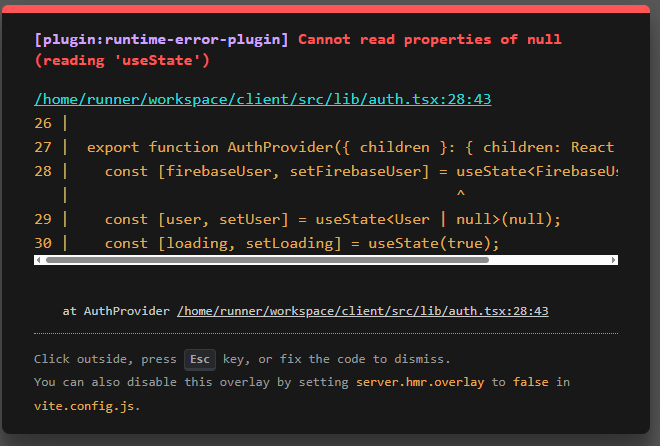 [plugin:runtime-error-plugin] Cannot read properties of null
(reading 'useState')
/home/runner/workspace/client/src/lib/auth.tsx:28:43
26 |
27 |  export function AuthProvider({ children }: { children: React
28 |    const [firebaseUser, setFirebaseUser] = useState<FirebaseUs
   |                                            ^
29 |    const [user, setUser] = useState<User | null>(null);
30 |    const [loading, setLoading] = useState(true);
at AuthProvider /home/runner/workspace/client/src/lib/auth.tsx:28:43
Click outside, press Esc key, or fix the code to dismiss.
You can also disable this overlay by setting server.hmr.overlay to false in
vite.config.js.